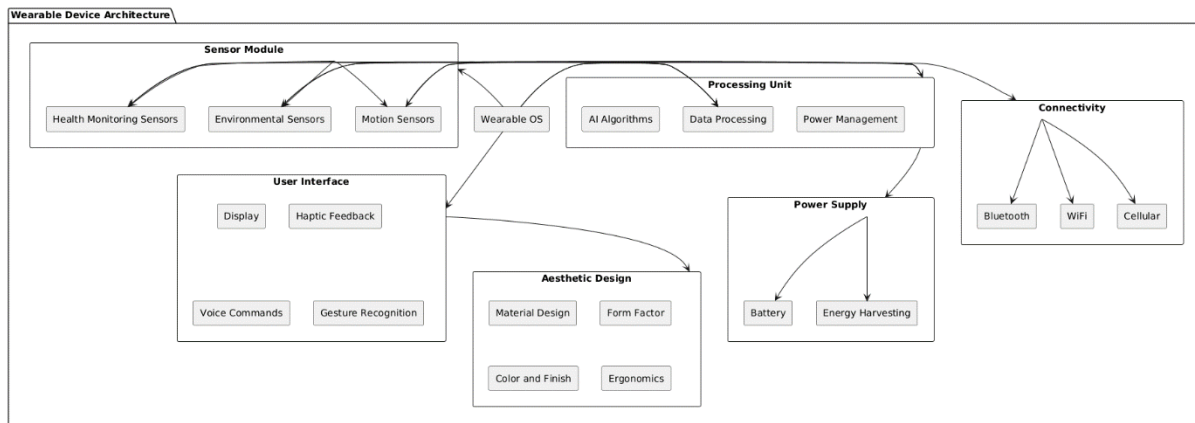 Wearable Device Architecture
Sensor Module
Health Monitoring Sensors
Environmental Sensors
Motion Sensors
Wearable OS
Processing Unit
AI Algorithms
Data Processing
Power Management
Connectivity
Bluetooth
WiFi
Cellular
User Interface
Display
Haptic Feedback
Voice Commands
Gesture Recognition
Power Supply
Battery
Energy Harvesting
Aesthetic Design
Material Design
Form Factor
Color and Finish
Ergonomics